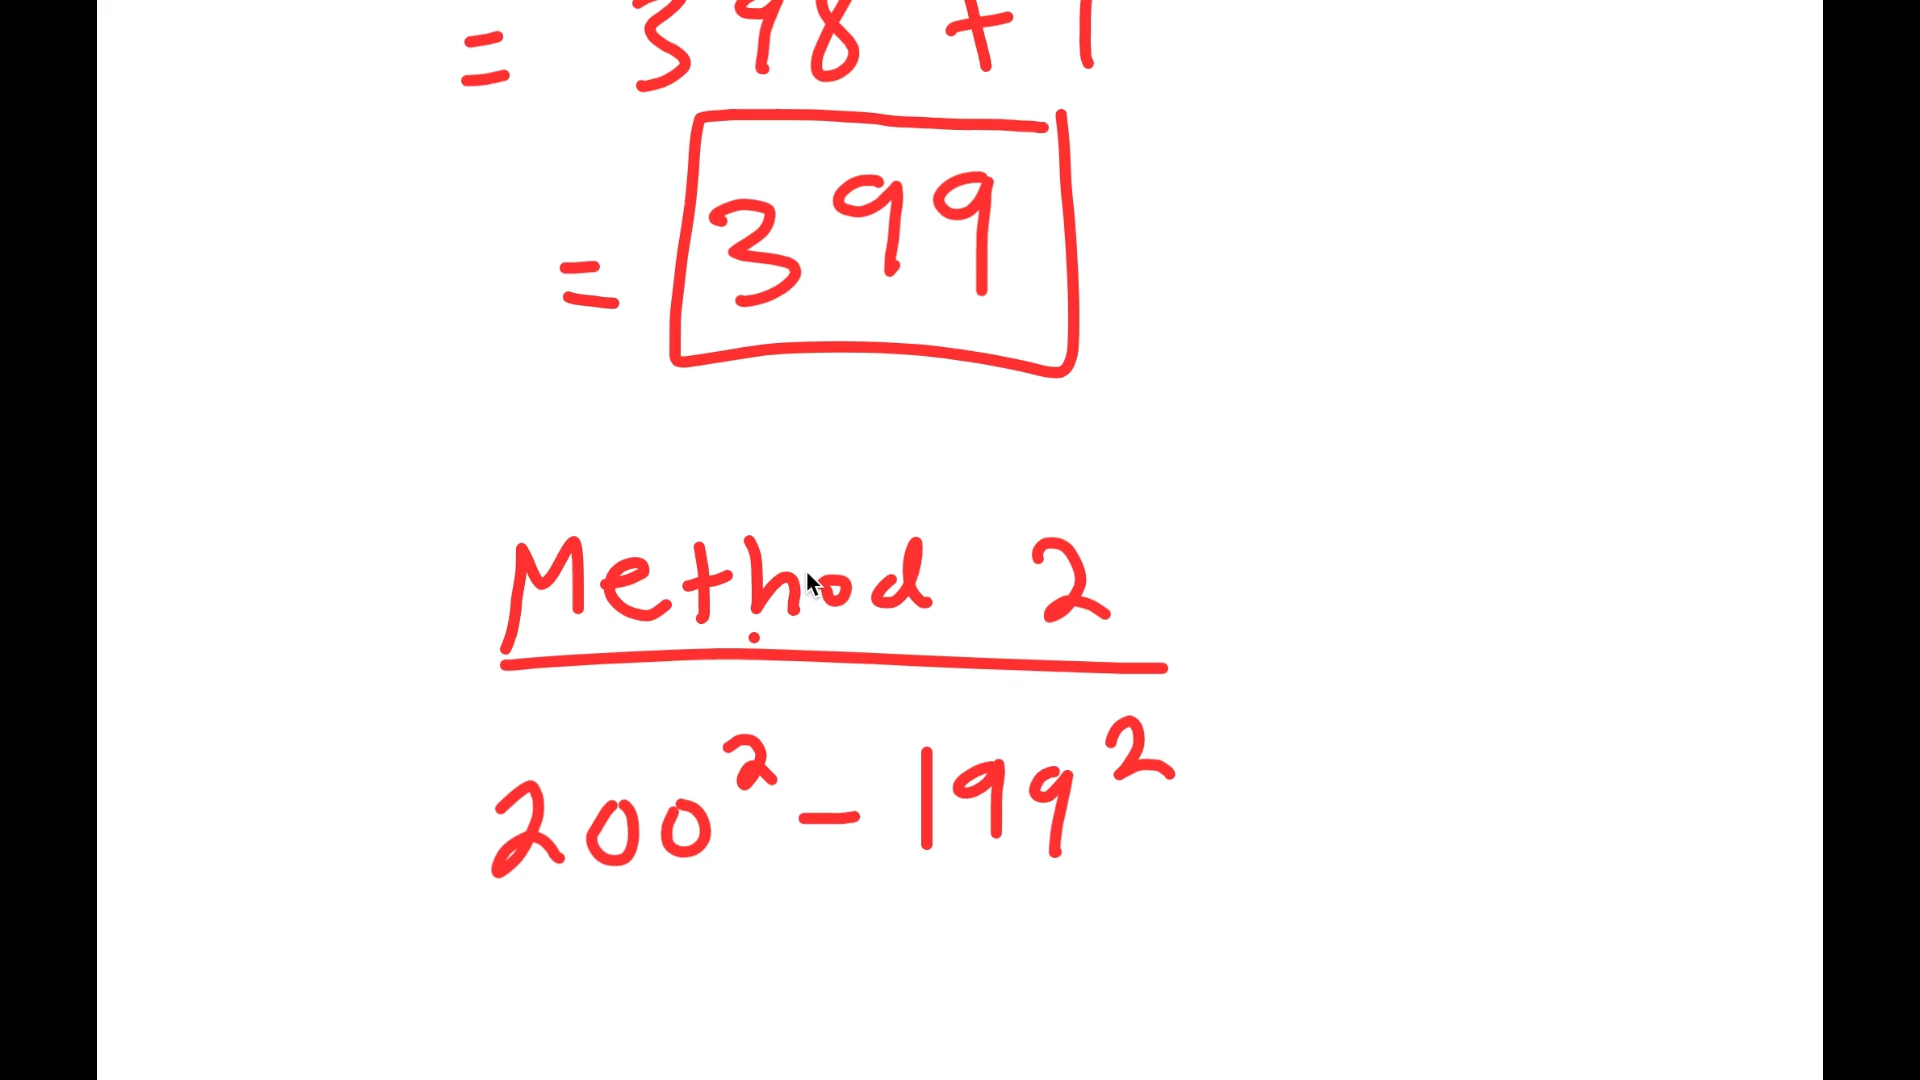 = 398 + 1
= 399
Method 2
200² - 199²